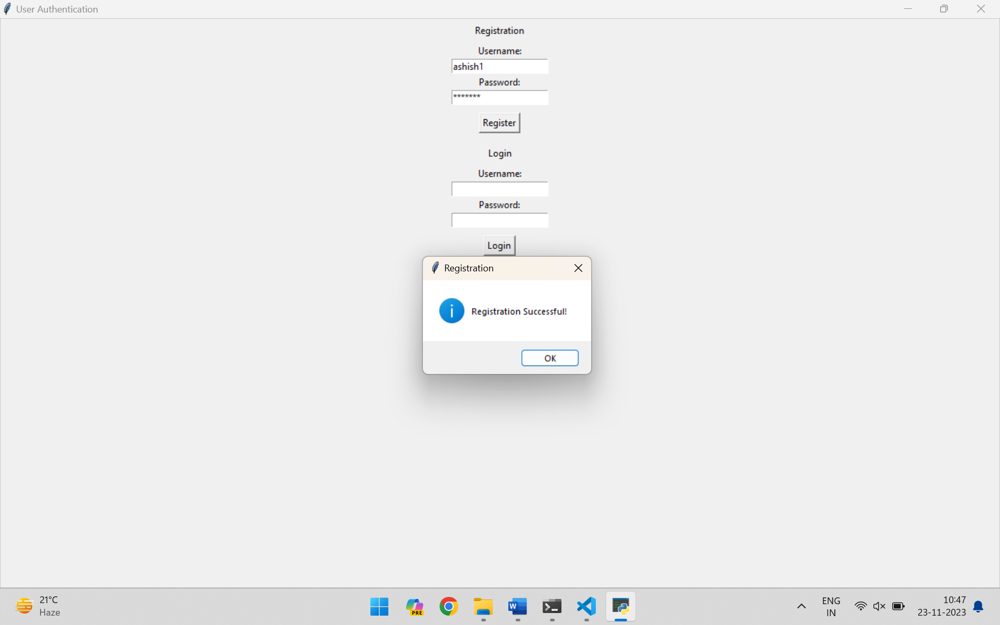 User Authentication
Registration
Username:
ashish1
Password:
*******
Register
Login
Username:
Password:
Login
Registration
Registration Successful!
OK
21°C
Haze
PRE
W
ENG
IN
10:47
23-11-2023